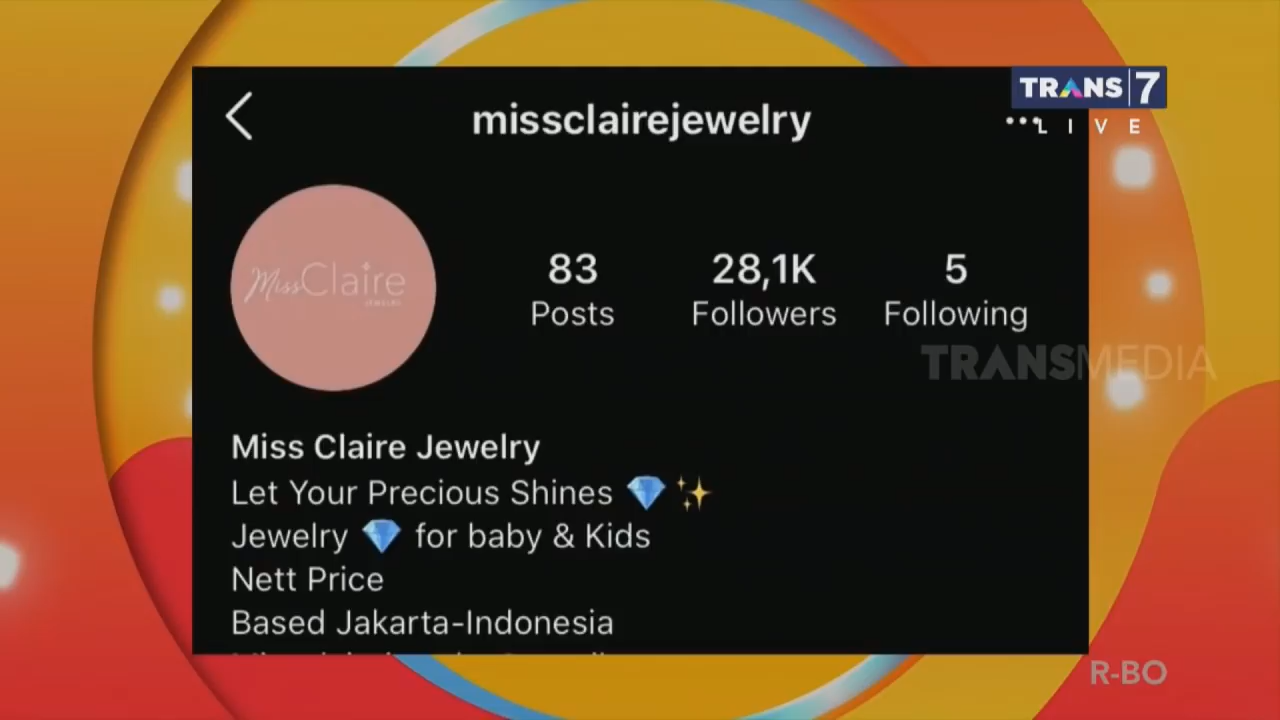 TRANS|7
missclairejewelry
LIVE
MissClaire
JEWELRY
83
28,1K
5
Posts
Followers
Following
TRANSMEDIA
Miss Claire Jewelry
Let Your Precious Shines 💎✨
Jewelry 💎 for baby & Kids
Nett Price
Based Jakarta-Indonesia
R-BO